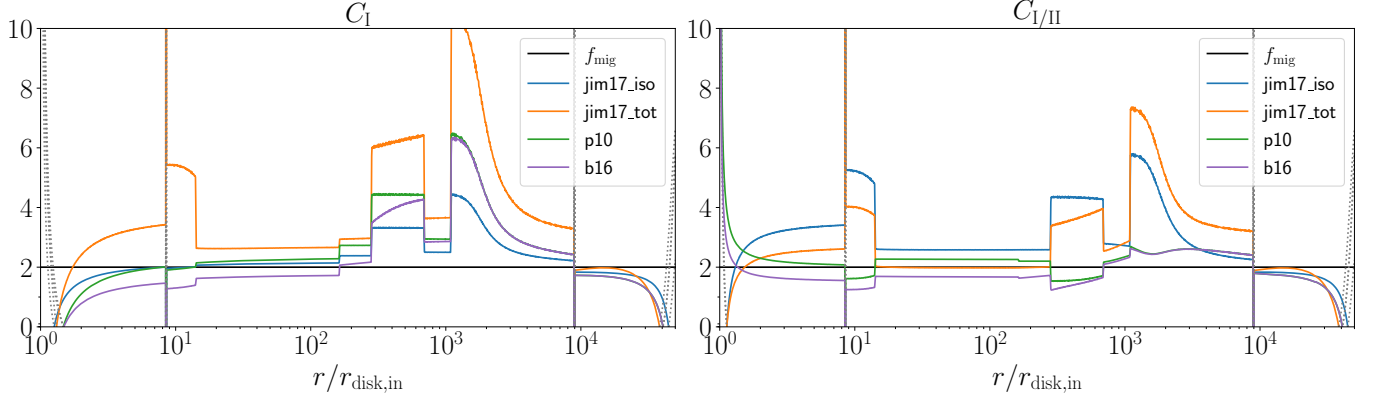 C_I
10
8
6
4
2
0
f_mig
jim17_iso
jim17_tot
p10
b16
10^0 10^1 10^2 10^3 10^4
r/r_disk,in
C_I/II
10
8
6
4
2
0
f_mig
jim17_iso
jim17_tot
p10
b16
10^0 10^1 10^2 10^3 10^4
r/r_disk,in